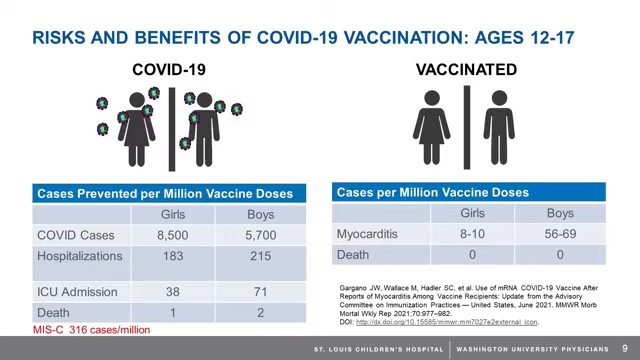 RISKS AND BENEFITS OF COVID-19 VACCINATION: AGES 12-17
COVID-19
Cases Prevented per Million Vaccine Doses
Girls Boys
COVID Cases 8,500 5,700
Hospitalizations 183 215
ICU Admission 38 71
Death 1 2
MIS-C 316 cases/million
VACCINATED
Cases per Million Vaccine Doses
Girls Boys
Myocarditis 8-10 56-69
Death 0 0
Gargano JW, Wallace M, Hadler SC, et al. Use of mRNA COVID-19 Vaccine After
Reports of Myocarditis Among Vaccine Recipients: Update from the Advisory
Committee on Immunization Practices — United States, June 2021. MMWR Morb
Mortal Wkly Rep 2021;70:977–982.
DOI: http://dx.doi.org/10.15585/mmwr.mm7027e2external_icon.
ST. LOUIS CHILDREN'S HOSPITAL WASHINGTON UNIVERSITY PHYSICIANS 9